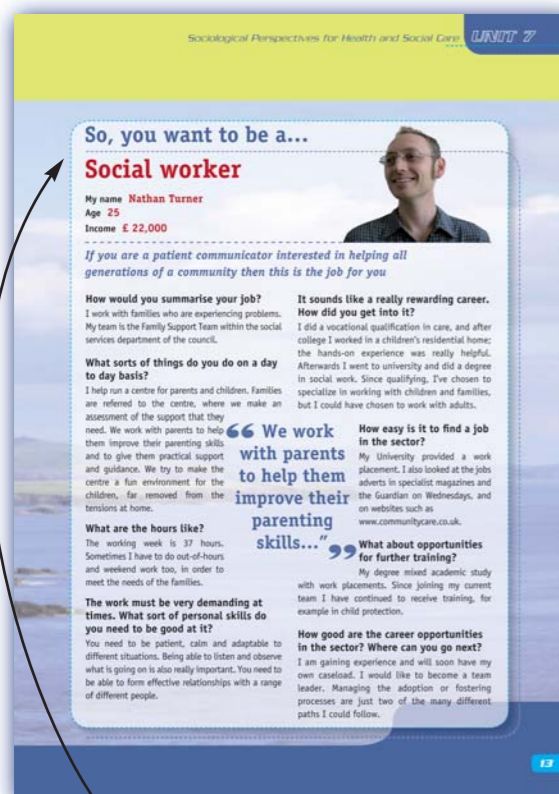 Sociological Perspectives for Health and Social Care
UNIT 7
So, you want to be a...
Social worker
My name Nathan Turner
Age 25
Income £ 22,000
If you are a patient communicator interested in helping all
generations of a community then this is the job for you
How would you summarise your job?
I work with families who are experiencing problems.
My team is the Family Support Team within the social
services department of the council.
What sorts of things do you do on a day
to day basis?
I help run a centre for parents and children. Families
are referred to the centre, where we make an
assessment of the support that they
need. We work with parents to help
them improve their parenting skills
and to give them practical support
and guidance. We try to make the
centre a fun environment for the
children, far removed from the
tensions at home.
What are the hours like?
The working week is 37 hours.
Sometimes I have to do out-of-hours
and weekend work too, in order to
meet the needs of the families.
The work must be very demanding at
times. What sort of personal skills do
you need to be good at it?
You need to be patient, calm and adaptable to
different situations. Being able to listen and observe
what is going on is also really important. You need to
be able to form effective relationships with a range
of different people.
“ We work
with parents
to help them
improve their
parenting
skills...” ”
It sounds like a really rewarding career.
How did you get into it?
I did a vocational qualification in care, and after
college I worked in a children's residential home;
the hands-on experience was really helpful.
Afterwards I went to university and did a degree
in social work. Since qualifying, I've chosen to
specialize in working with children and families,
but I could have chosen to work with adults.
How easy is it to find a job
in the sector?
My University provided a work
placement. I also looked at the jobs
adverts in specialist magazines and
the Guardian on Wednesdays, and
on websites such as
www.communitycare.co.uk.
What about opportunities
for further training?
My degree mixed academic study
with work placements. Since joining my current
team I have continued to receive training, for
example in child protection.
How good are the career opportunities
in the sector? Where can you go next?
I am gaining experience and will soon have my
own caseload. I would like to become a team
leader. Managing the adoption or fostering
processes are just two of the many different
paths I could follow.
13